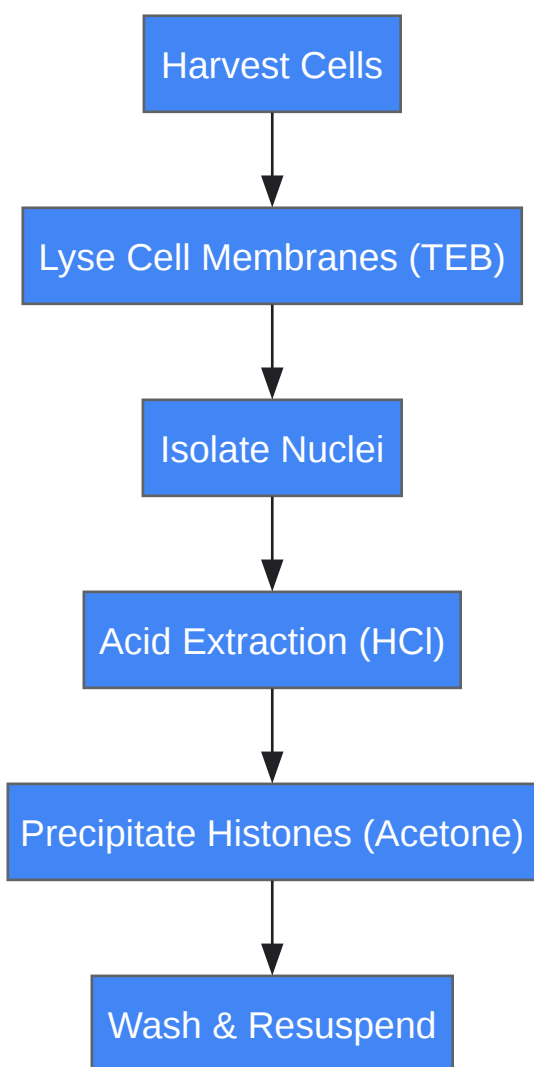 Harvest Cells
Lyse Cell Membranes (TEB)
Isolate Nuclei
Acid Extraction (HCl)
Precipitate Histones (Acetone)
Wash & Resuspend